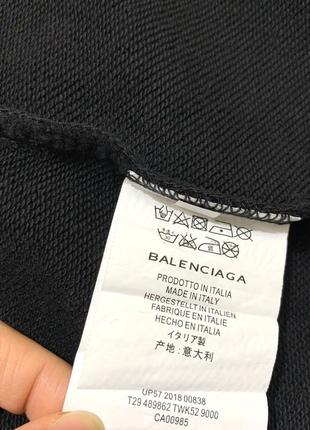 BALENCIAGA
PRODOTTO IN ITALIA
MADE IN ITALY
HERGESTELLT IN ITALIEN
FABRIQUE EN ITALIE
HECHO EN ITALIA
イタリア製
产地:意大利
UP57 2018 00838
T29 489862 TWK52 9000
CA00985